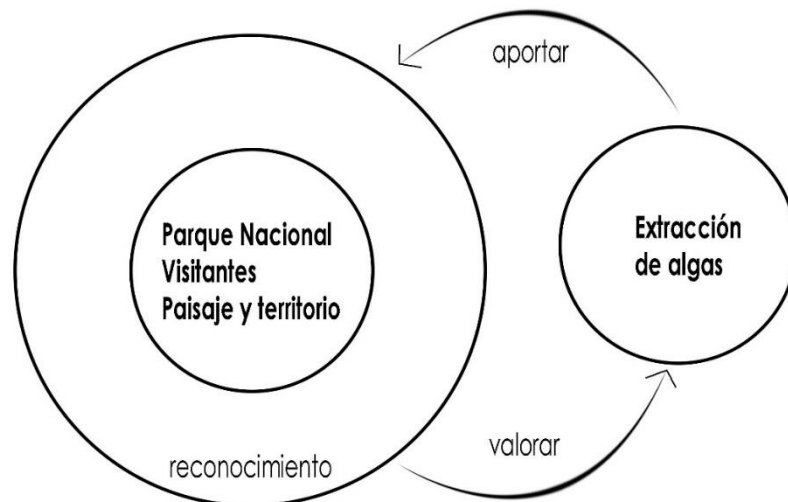 aportar
Parque Nacional
Visitantes
Paisaje y territorio
Extracción
de algas
valorar
reconocimiento